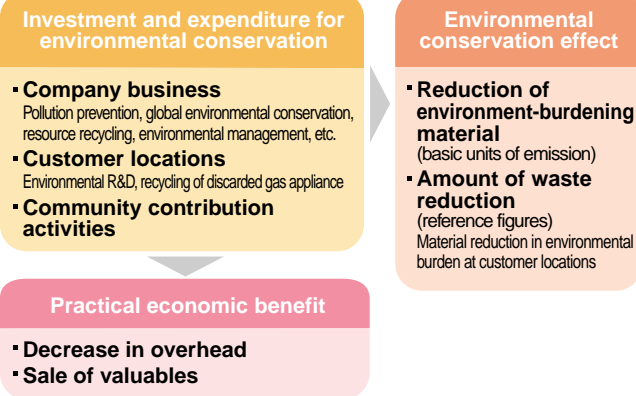 Investment and expenditure for
environmental conservation
▪ Company business
Pollution prevention, global environmental conservation,
resource recycling, environmental management, etc.
▪ Customer locations
Environmental R&D, recycling of discarded gas appliance
▪ Community contribution
activities
Environmental
conservation effect
▪ Reduction of
environment-burdening
material
(basic units of emission)
▪ Amount of waste
reduction
(reference figures)
Material reduction in environmental
burden at customer locations
Practical economic benefit
▪ Decrease in overhead
▪ Sale of valuables